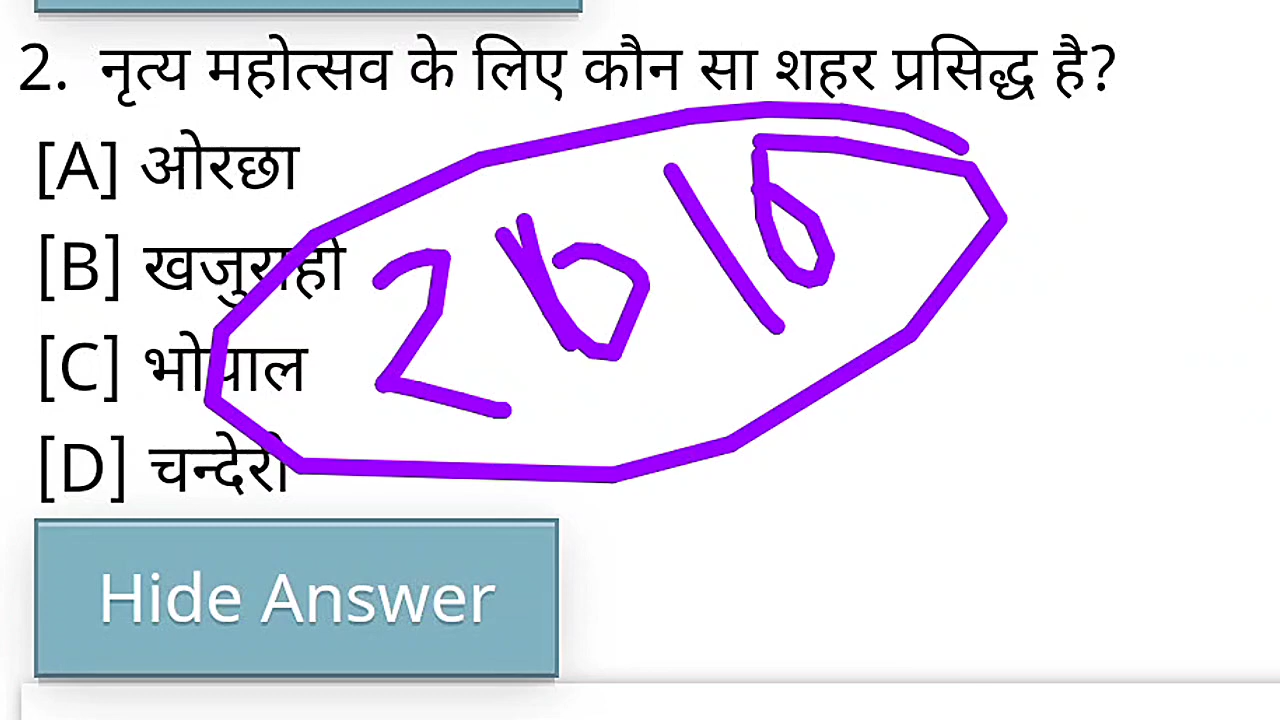 2. नृत्य महोत्सव के लिए कौन सा शहर प्रसिद्ध है?
[A] ओरछा
[B] खजुराहो
[C] भोपाल
[D] चन्देरी
Hide Answer